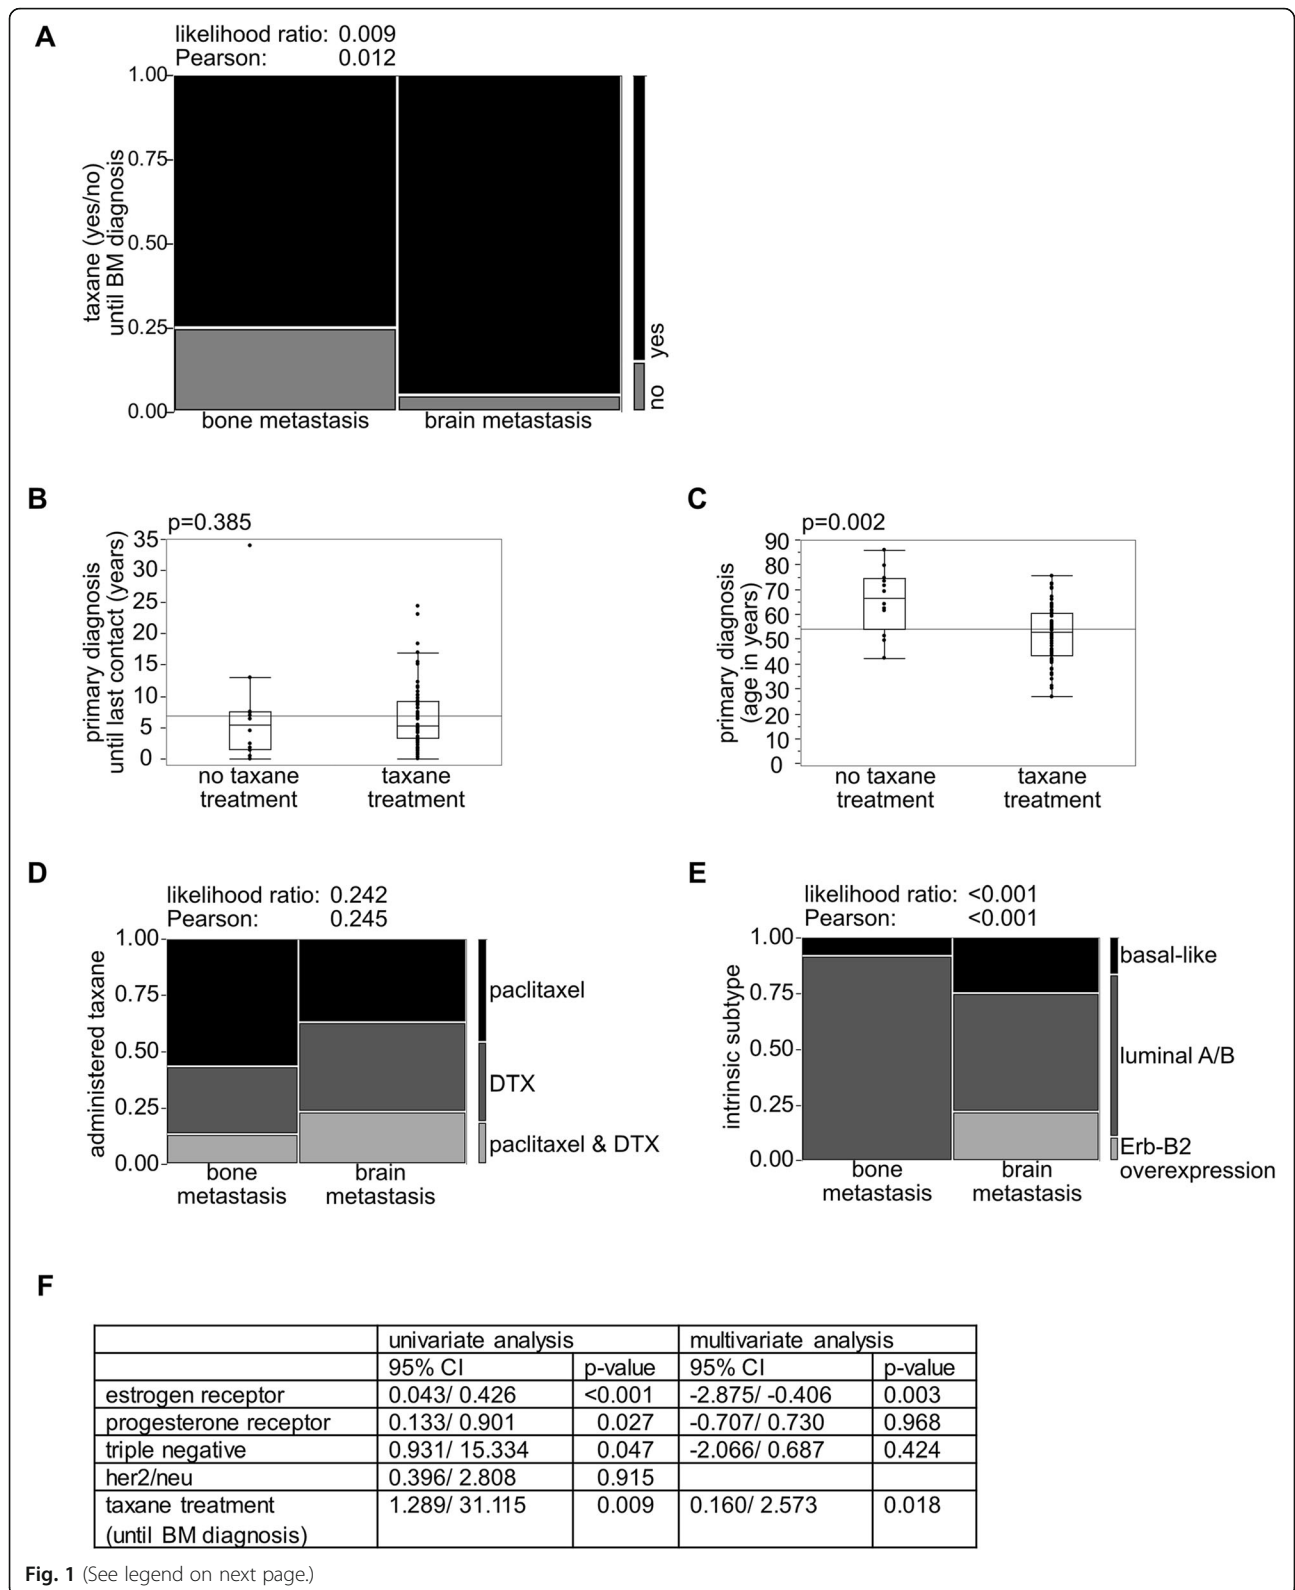 A
likelihood ratio: 0.009
Pearson: 0.012
taxane (yes/no)
until BM diagnosis
1.00
0.75
0.50
0.25
0.00
bone metastasis
brain metastasis
no yes
B
p=0.385
primary diagnosis
until last contact (years)
35
30
25
20
15
10
5
0
no taxane
treatment
taxane
treatment
C
p=0.002
primary diagnosis
(age in years)
90
80
70
60
50
40
30
20
10
0
no taxane
treatment
taxane
treatment
D
likelihood ratio: 0.242
Pearson: 0.245
administered taxane
1.00
0.75
0.50
0.25
0.00
bone
metastasis
brain
metastasis
paclitaxel
DTX
paclitaxel & DTX
E
likelihood ratio: <0.001
Pearson: <0.001
intrinsic subtype
1.00
0.75
0.50
0.25
0.00
bone
metastasis
brain
metastasis
basal-like
luminal A/B
Erb-B2
overexpression
F
univariate analysis multivariate analysis
95% CI p-value 95% CI p-value
estrogen receptor 0.043/ 0.426 <0.001 -2.875/ -0.406 0.003
progesterone receptor 0.133/ 0.901 0.027 -0.707/ 0.730 0.968
triple negative 0.931/ 15.334 0.047 -2.066/ 0.687 0.424
her2/neu 0.396/ 2.808 0.915
taxane treatment 1.289/ 31.115 0.009 0.160/ 2.573 0.018
(until BM diagnosis)
Fig. 1 (See legend on next page.)